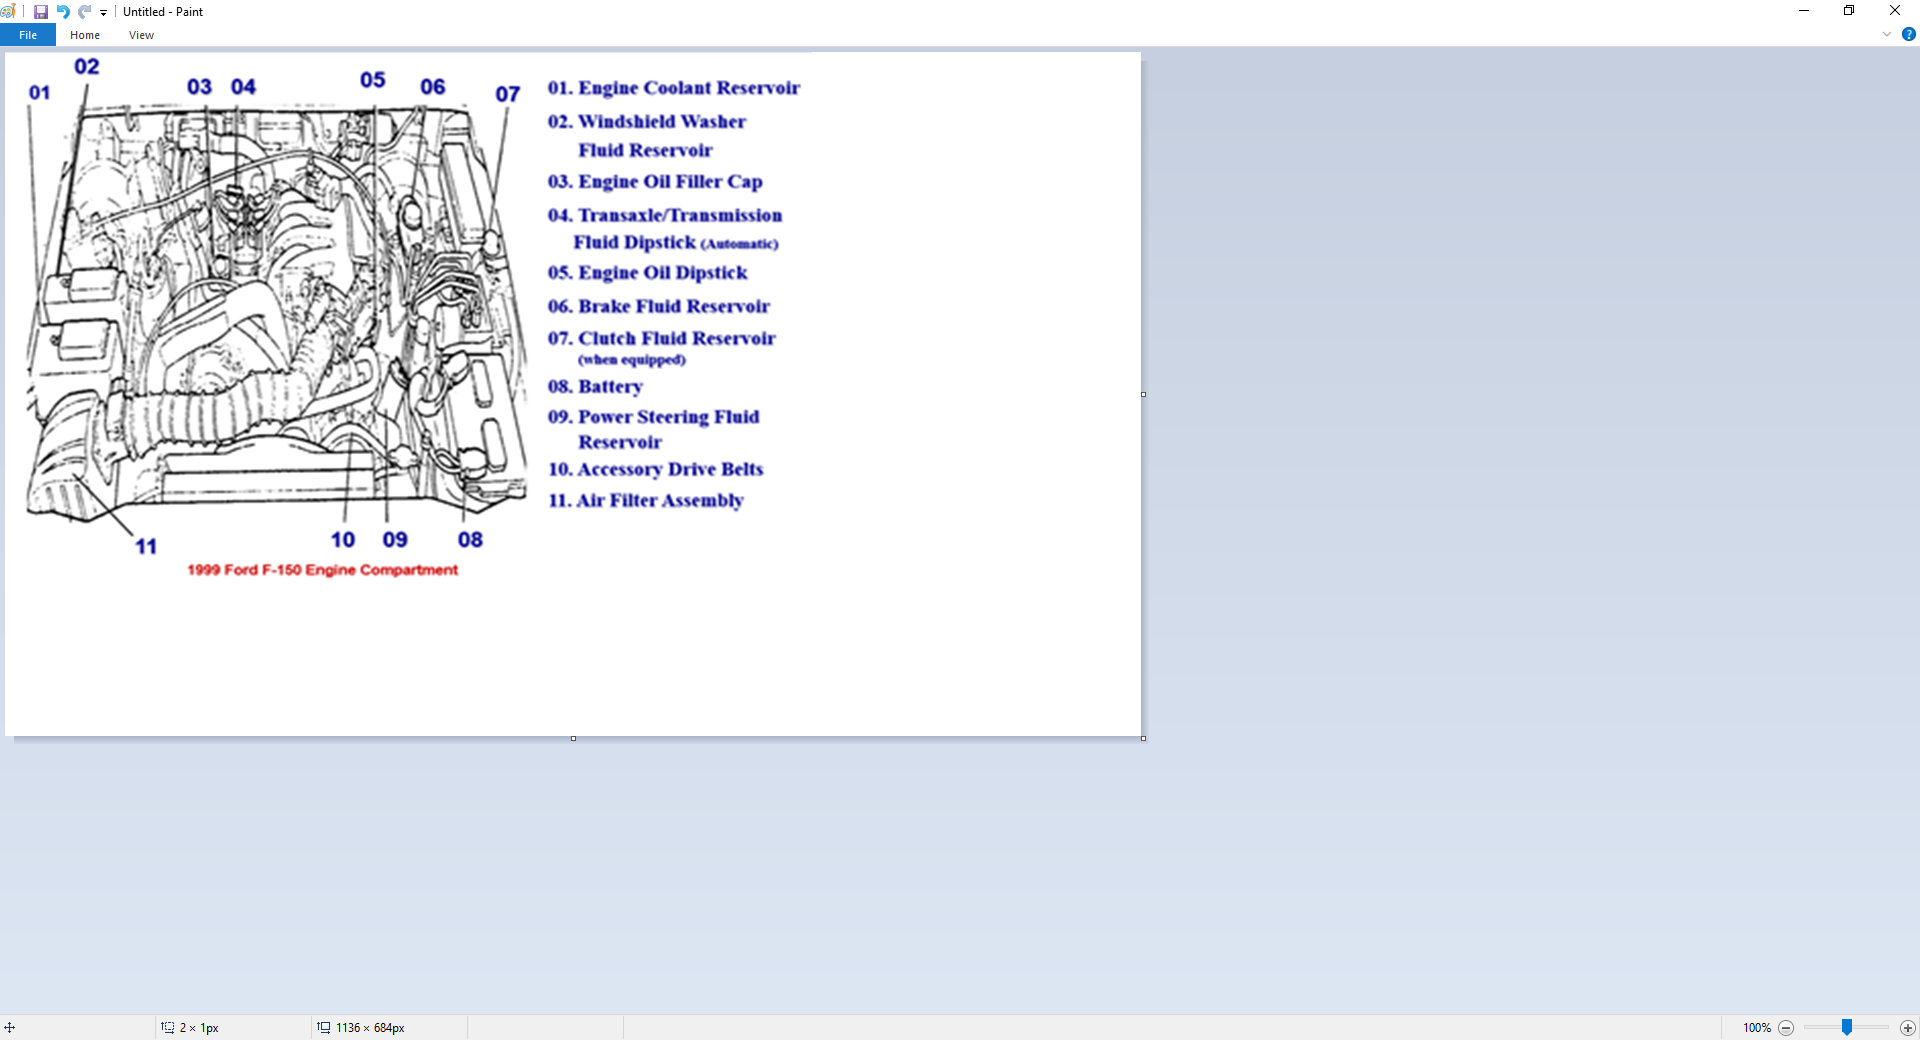 Untitled - Paint
File Home View
02
01 03 04 05 06 07
01. Engine Coolant Reservoir
02. Windshield Washer
Fluid Reservoir
03. Engine Oil Filler Cap
04. Transaxle/Transmission
Fluid Dipstick (Automatic)
05. Engine Oil Dipstick
06. Brake Fluid Reservoir
07. Clutch Fluid Reservoir
(when equipped)
08. Battery
09. Power Steering Fluid
Reservoir
10. Accessory Drive Belts
11. Air Filter Assembly
11 10 09 08
1999 Ford F-150 Engine Compartment
2 × 1px 1136 × 684px 100%